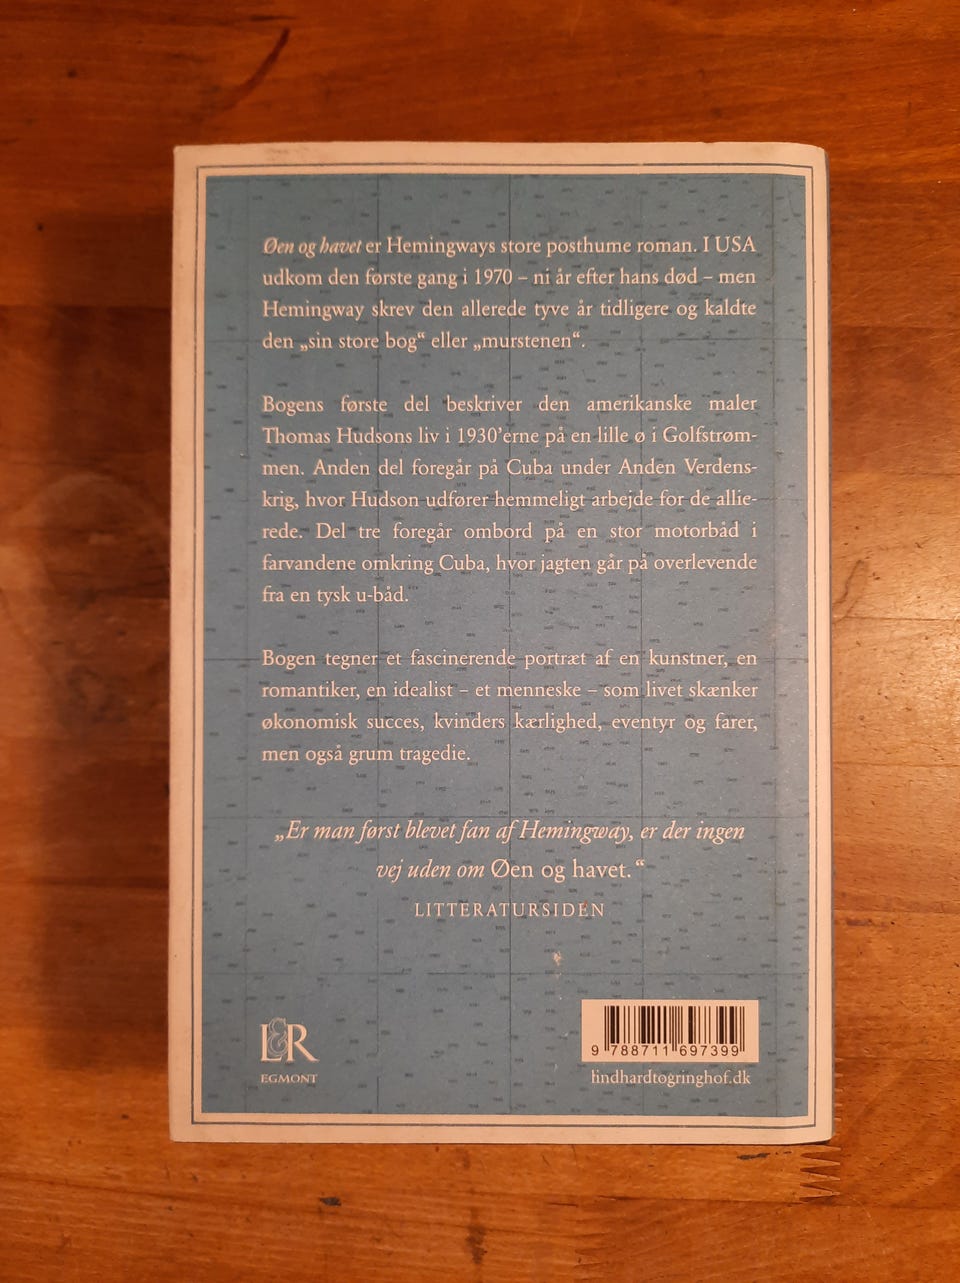 Øen og havet er Hemingways store posthume roman. I USA
udkom den første gang i 1970 – ni år efter hans død – men
Hemingway skrev den allerede tyve år tidligere og kaldte
den „sin store bog“ eller „murstenen“.
Bogens første del beskriver den amerikanske maler
Thomas Hudsons liv i 1930’erne på en lille ø i Golfstrøm-
men. Anden del foregår på Cuba under Anden Verdens-
krig, hvor Hudson udfører hemmeligt arbejde for de allie-
rede. Del tre foregår ombord på en stor motorbåd i
farvandene omkring Cuba, hvor jagten går på overlevende
fra en tysk u-båd.
Bogen tegner et fascinerende portræt af en kunstner, en
romantiker, en idealist – et menneske – som livet skænker
økonomisk succes, kvinders kærlighed, eventyr og farer,
men også grum tragedie.
„Er man først blevet fan af Hemingway, er der ingen
vej uden om Øen og havet.“
LITTERATURSIDEN
L&R
EGMONT
9 788711 697399
lindhardtogringhof.dk